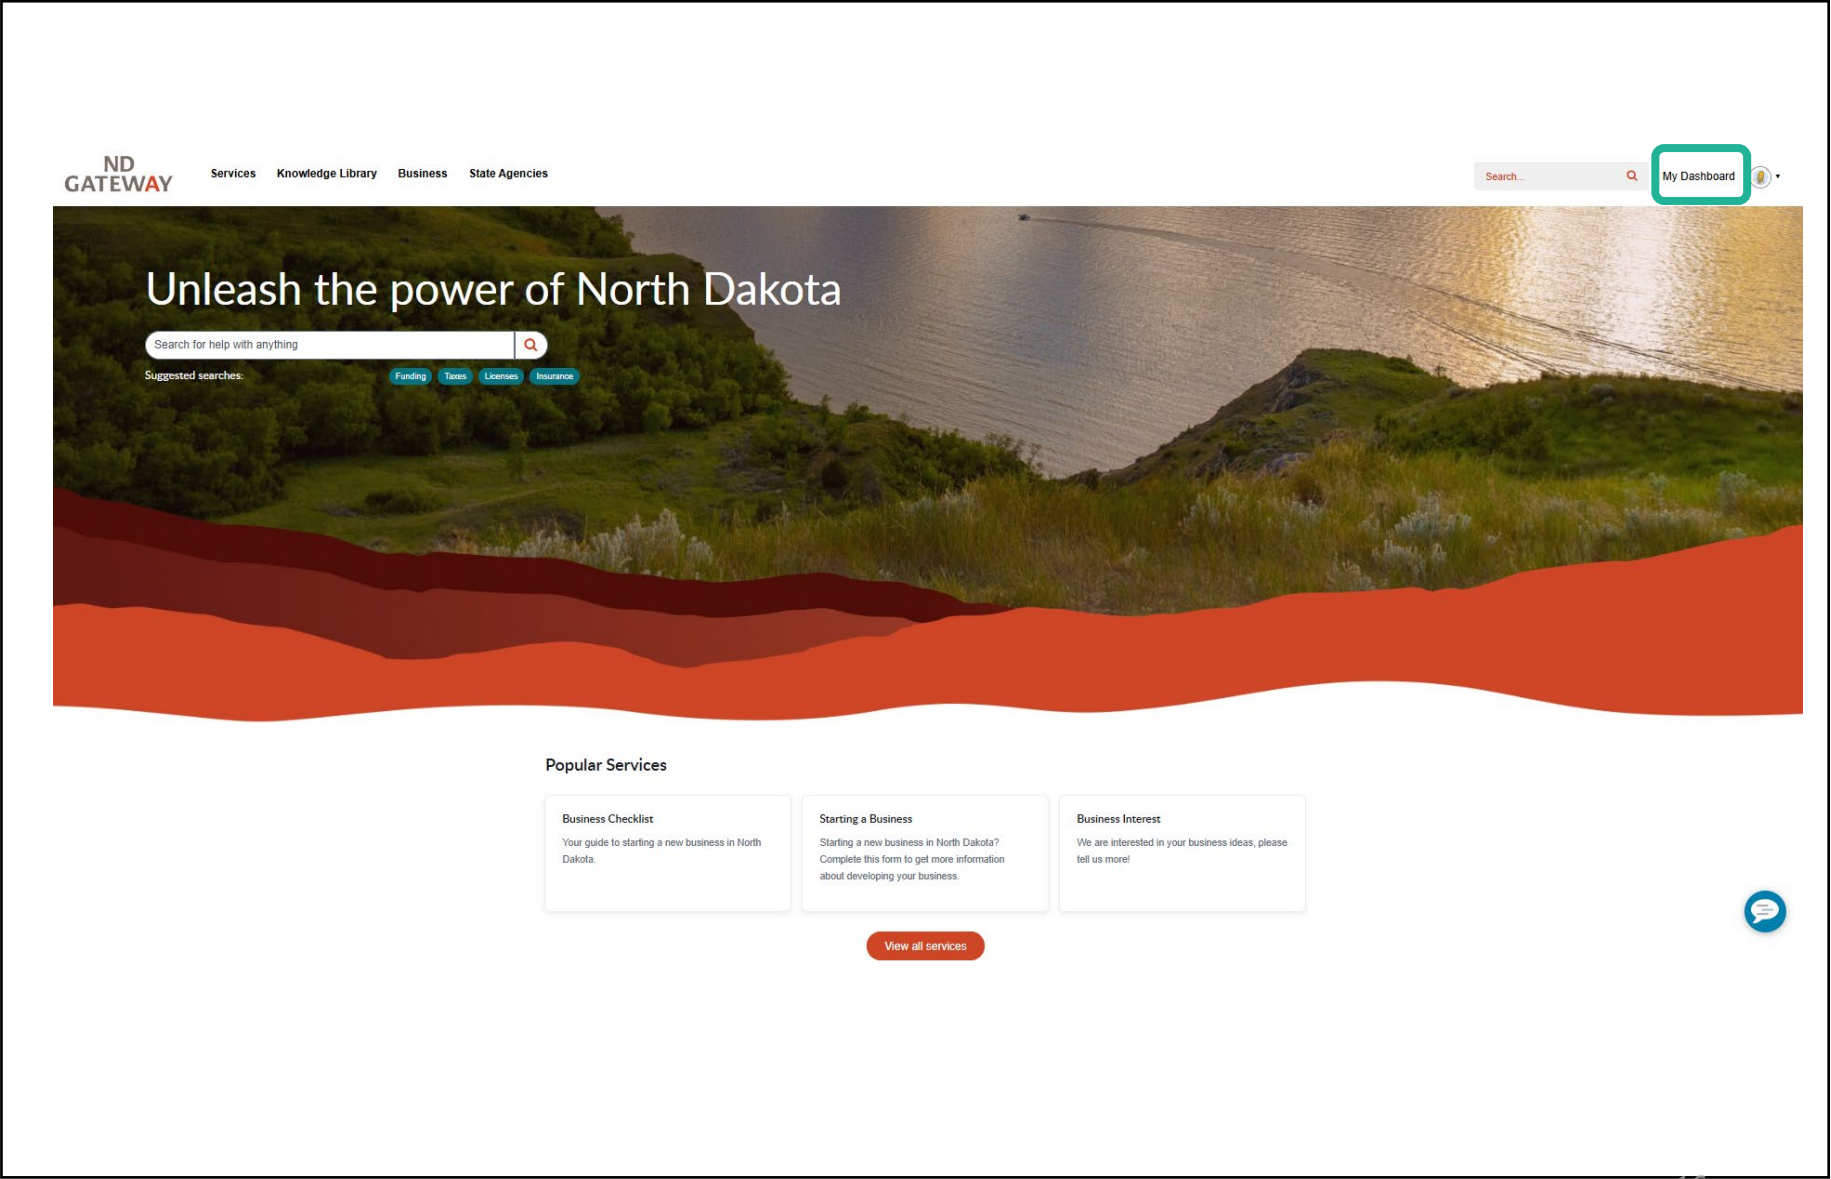 ND
GATEWAY
Services Knowledge Library Business State Agencies
Search...
My Dashboard
Unleash the power of North Dakota
Search for help with anything
Suggested searches:
Funding Taxes Licenses Insurance
Popular Services
Business Checklist
Your guide to starting a new business in North
Dakota.
Starting a Business
Starting a new business in North Dakota?
Complete this form to get more information
about developing your business.
Business Interest
We are interested in your business ideas, please
tell us more!
View all services